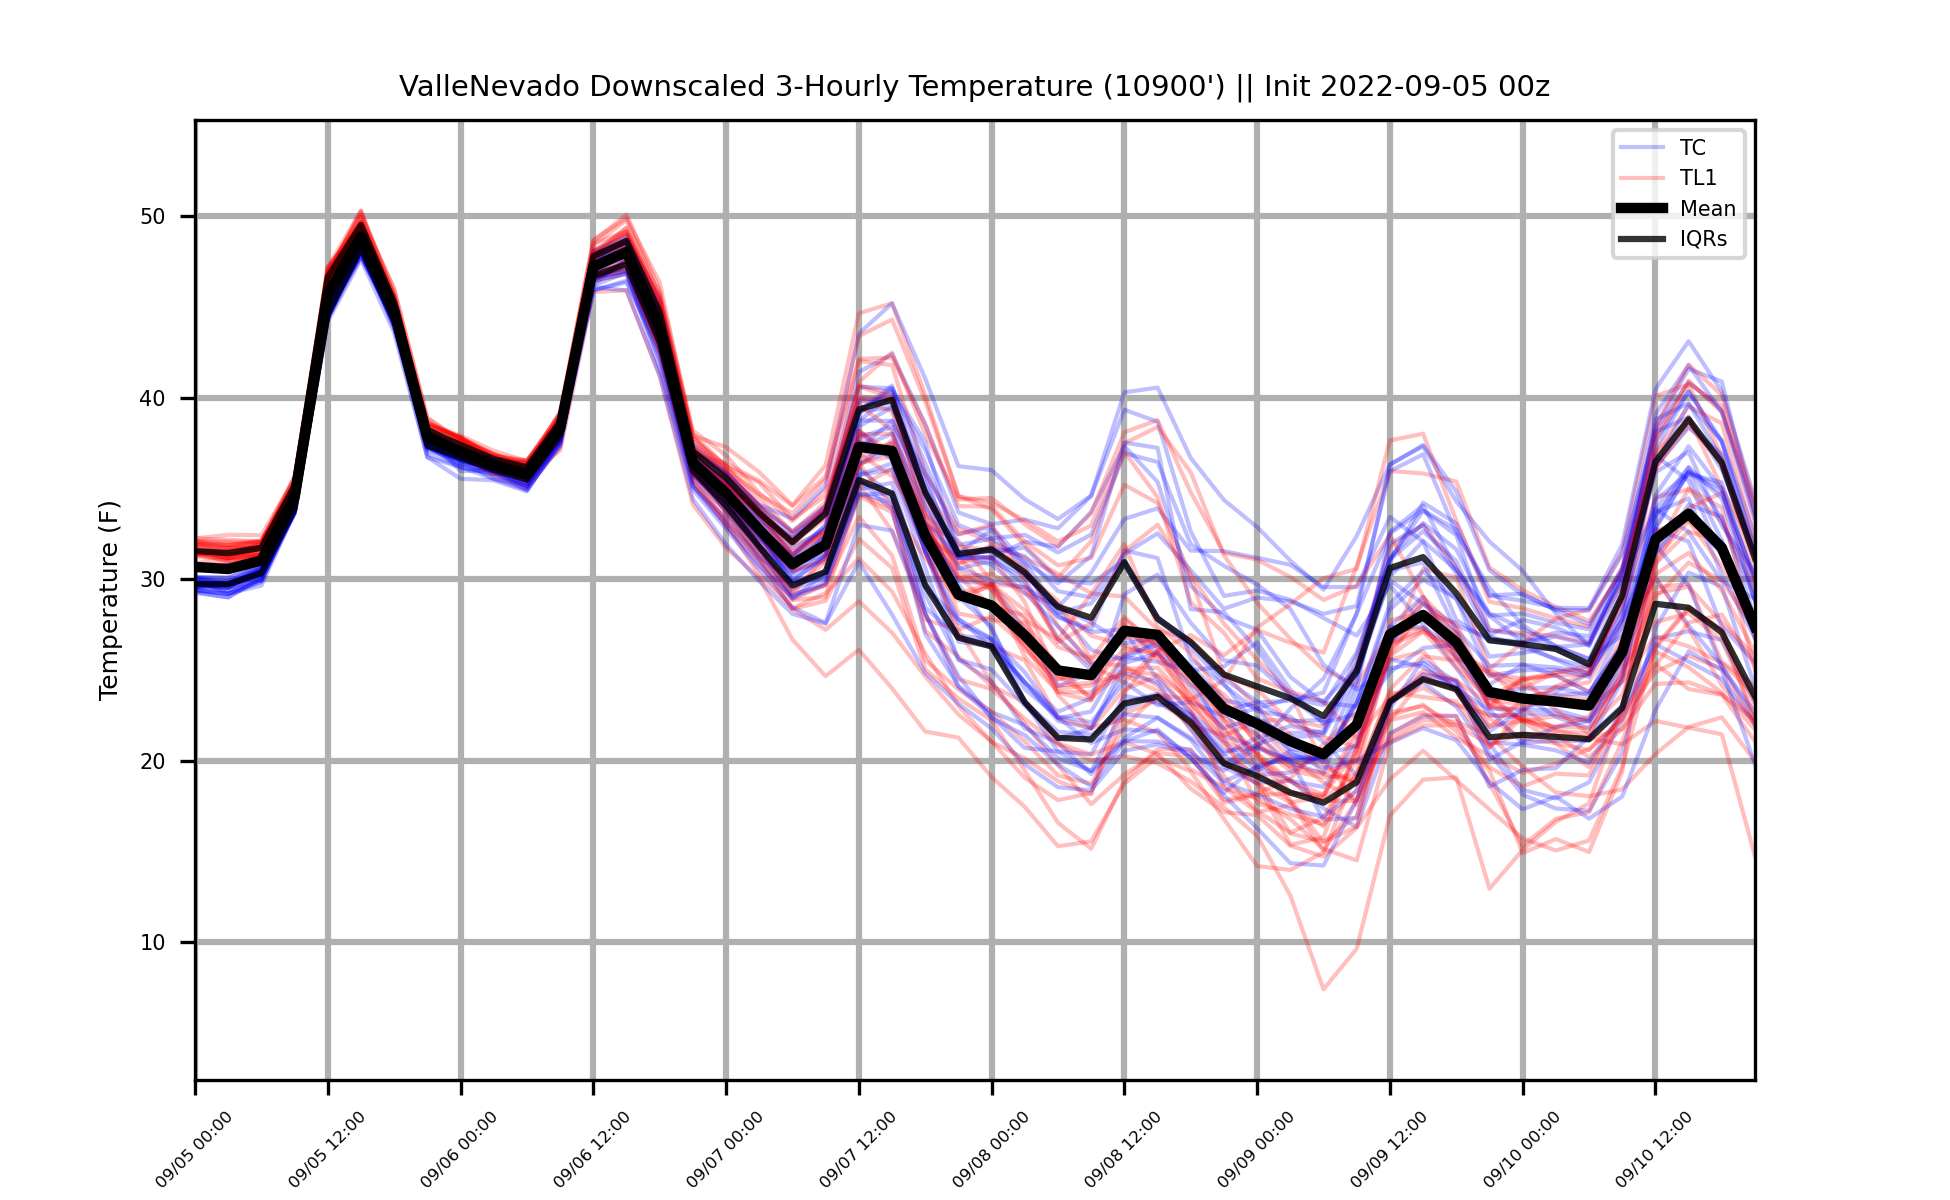 ValleNevado Downscaled 3-Hourly Temperature (10900') || Init 2022-09-05 00z
TC
TL1
Mean
IQRs
Temperature (F)
50
40
30
20
10
09/05 00:00
09/05 12:00
09/06 00:00
09/06 12:00
09/07 00:00
09/07 12:00
09/08 00:00
09/08 12:00
09/09 00:00
09/09 12:00
09/10 00:00
09/10 12:00